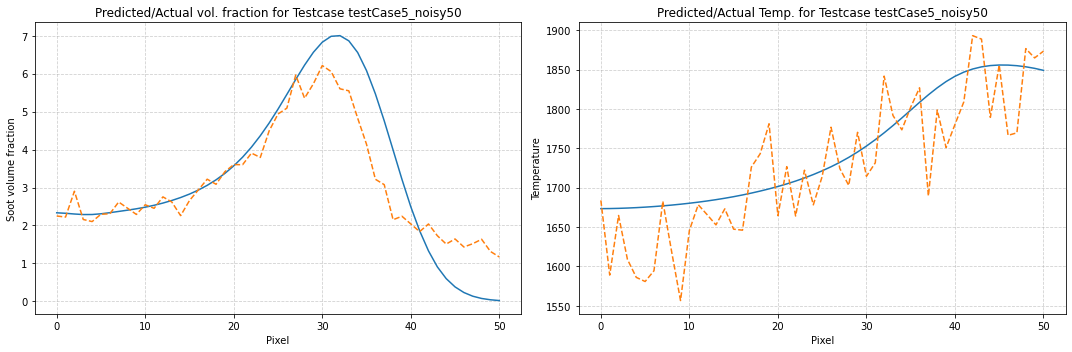 Predicted/Actual vol. fraction for Testcase testCase5_noisy50
7
6
5
4
3
2
1
0
Soot volume fraction
0 10 20 30 40 50
Pixel
Predicted/Actual Temp. for Testcase testCase5_noisy50
1900
1850
1800
1750
1700
1650
1600
1550
Temperature
0 10 20 30 40 50
Pixel